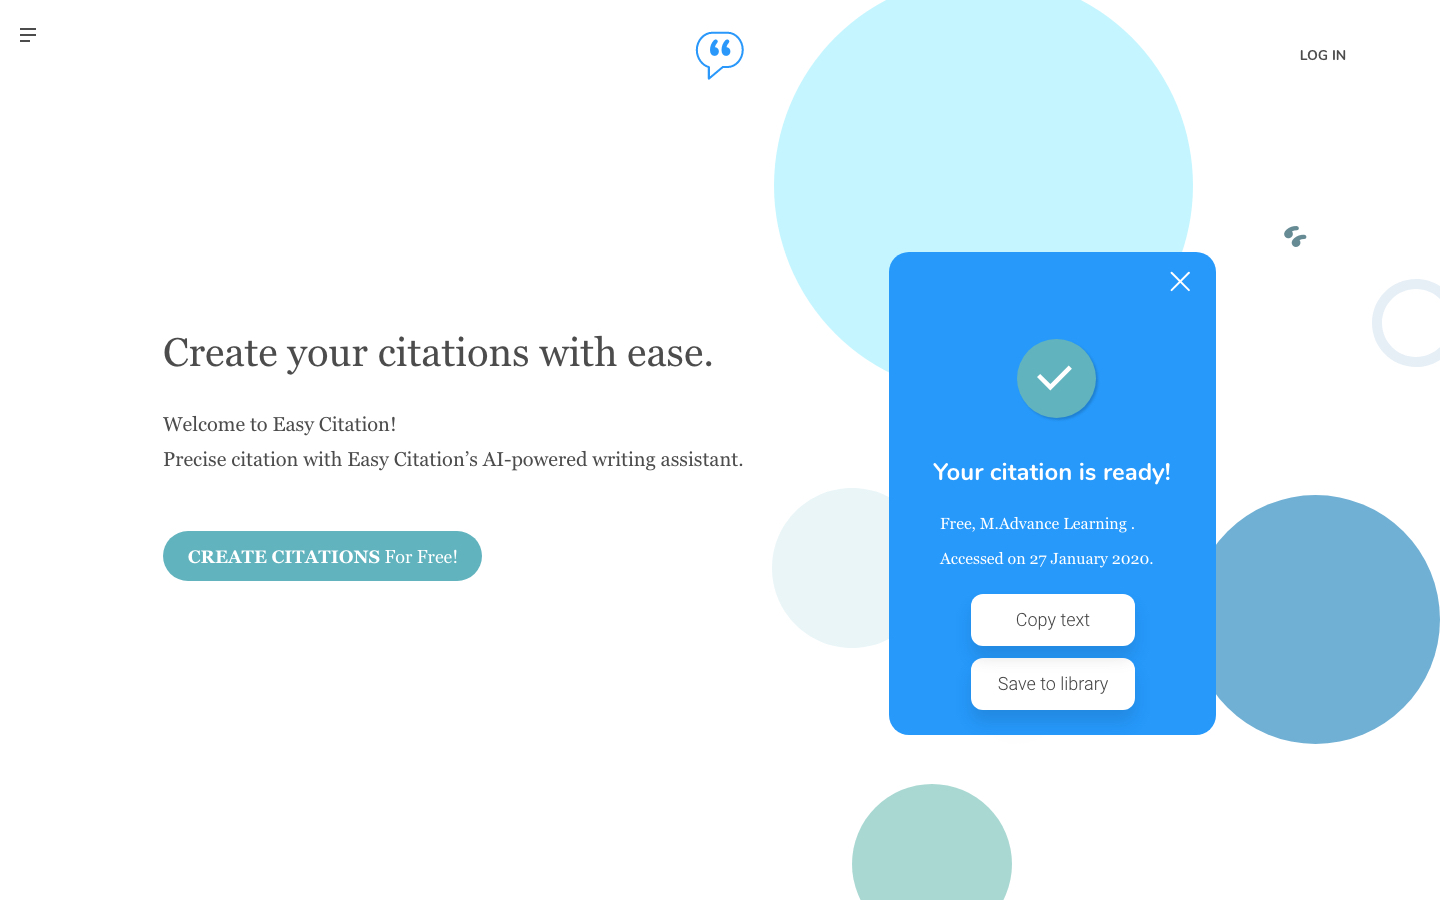 LOG IN
Create your citations with ease.
Welcome to Easy Citation!
Precise citation with Easy Citation’s AI-powered writing assistant.
CREATE CITATIONS For Free!
Your citation is ready!
Free, M.Advance Learning .
Accessed on 27 January 2020.
Copy text
Save to library